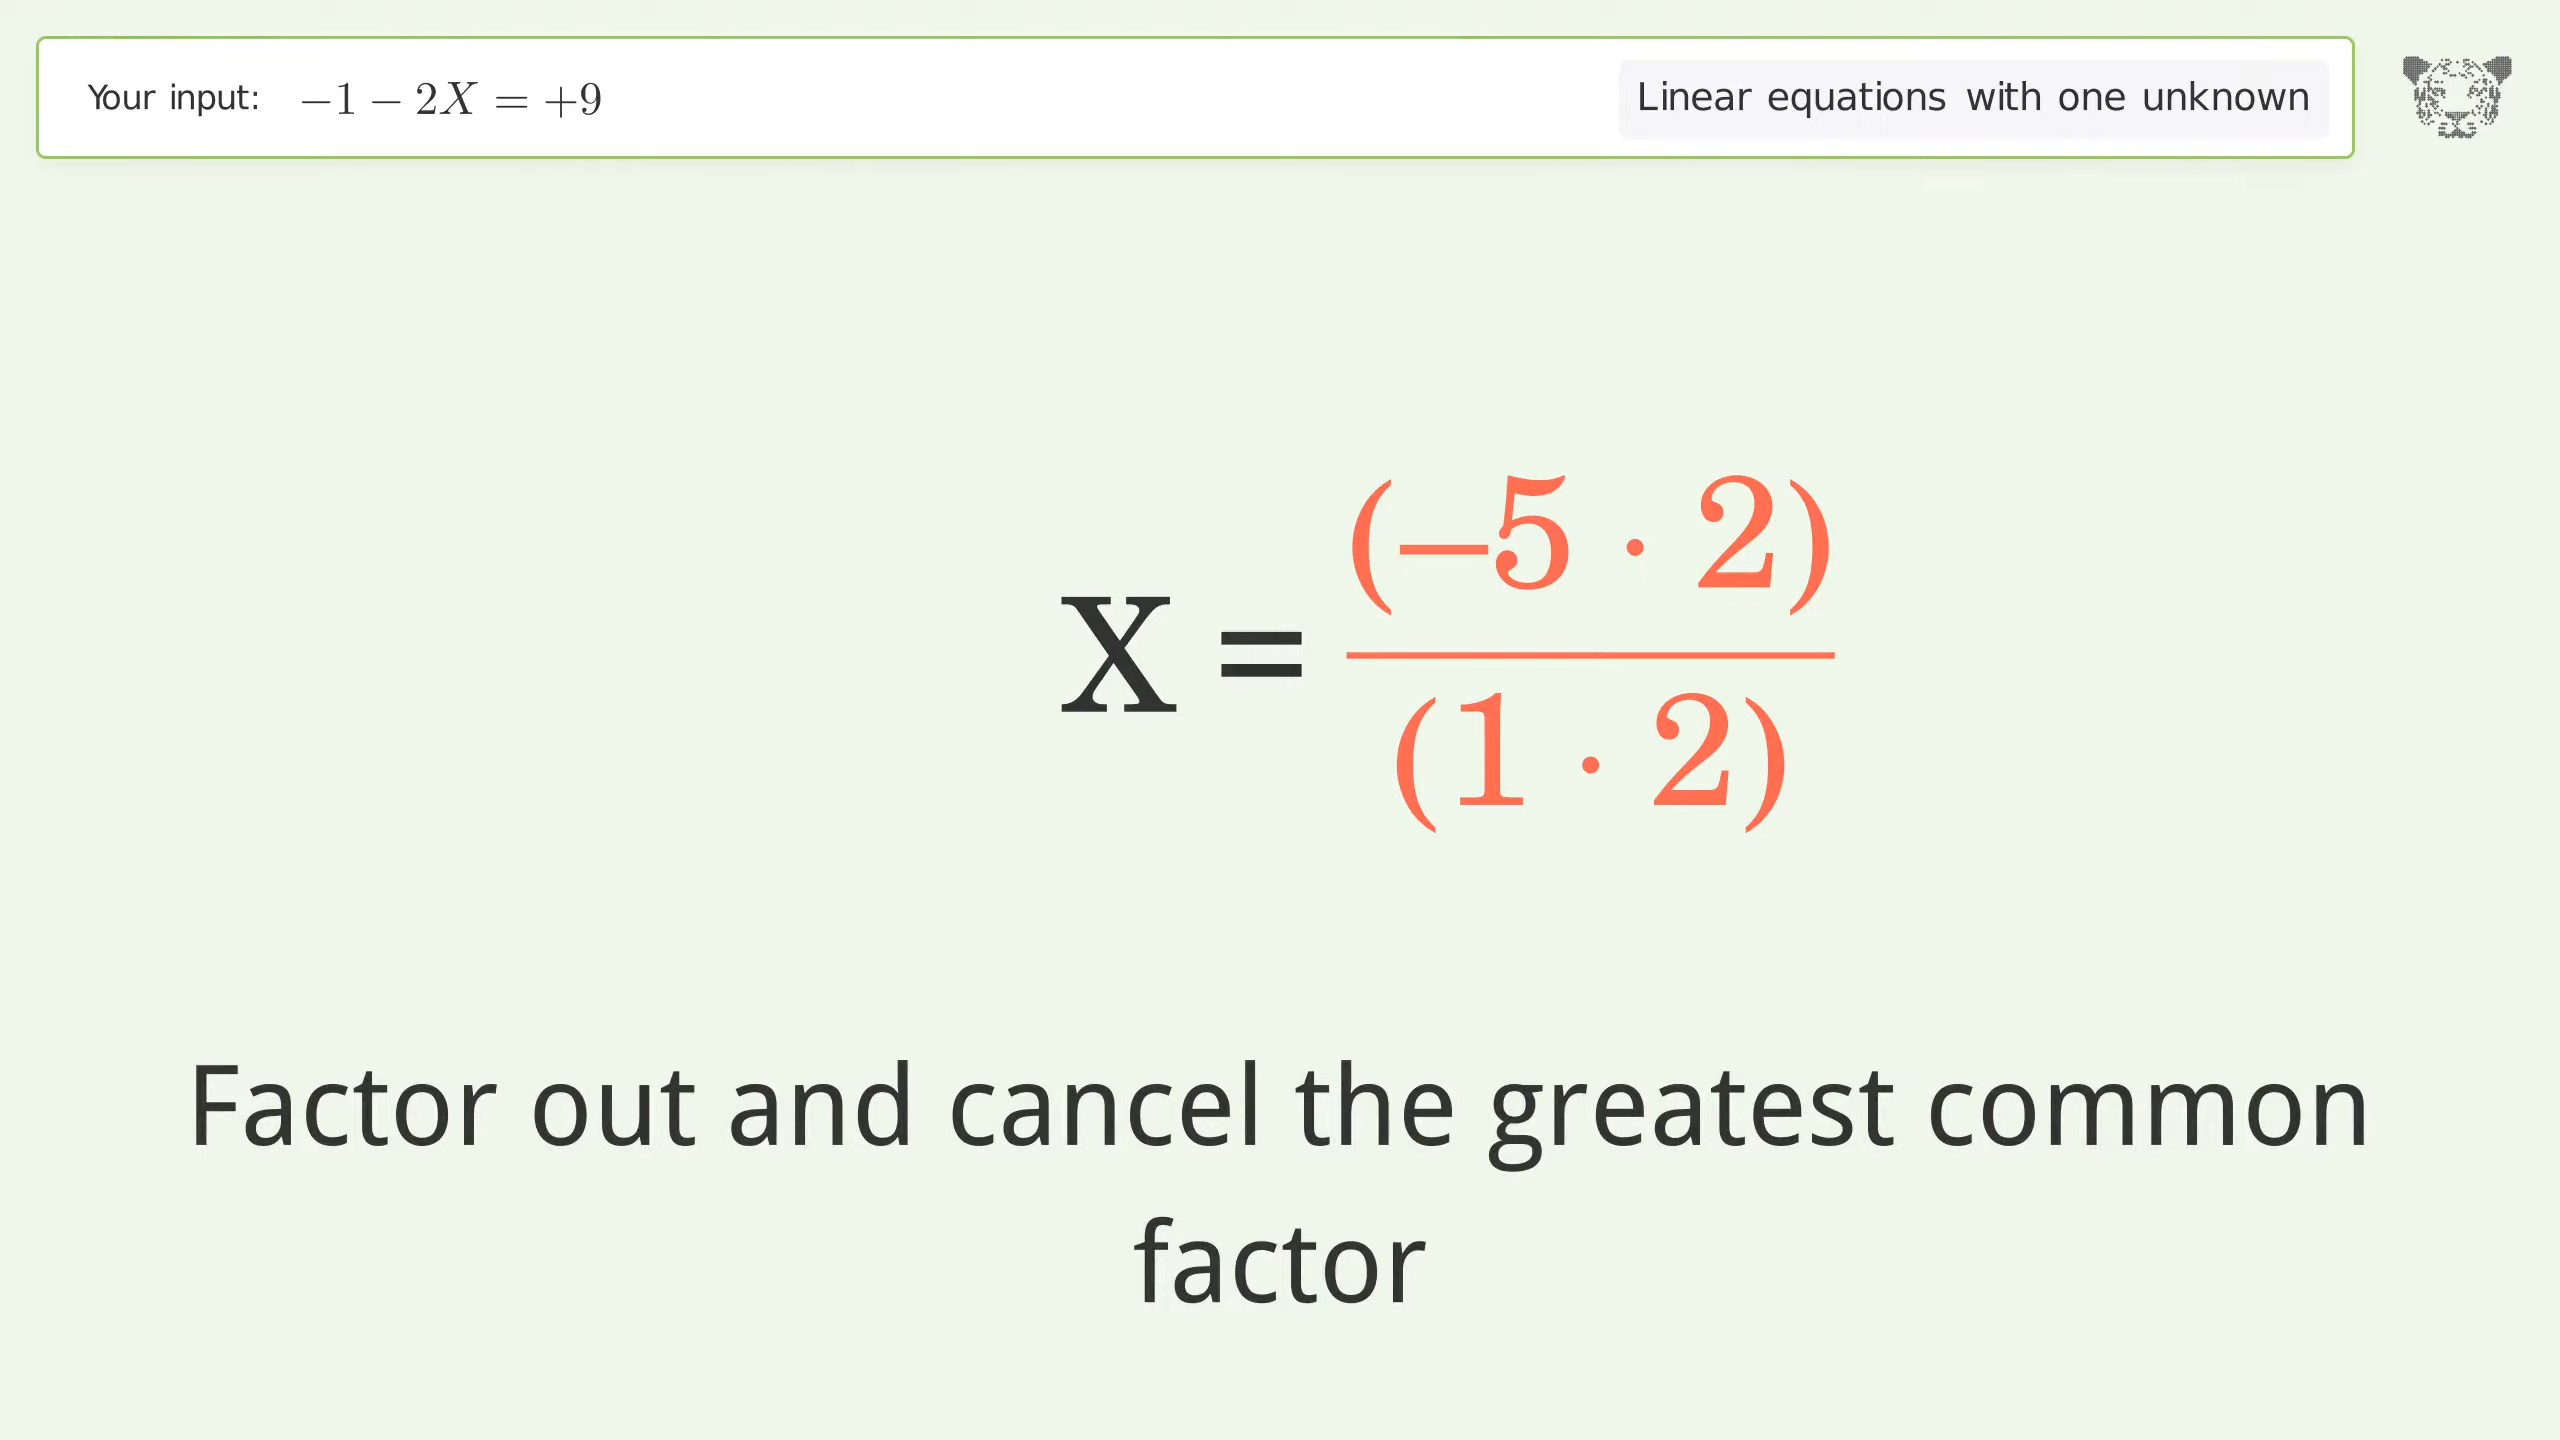 Your input: −1 − 2X = +9 Linear equations with one unknown
X = (−5 · 2) / (1 · 2)
Factor out and cancel the greatest common
factor